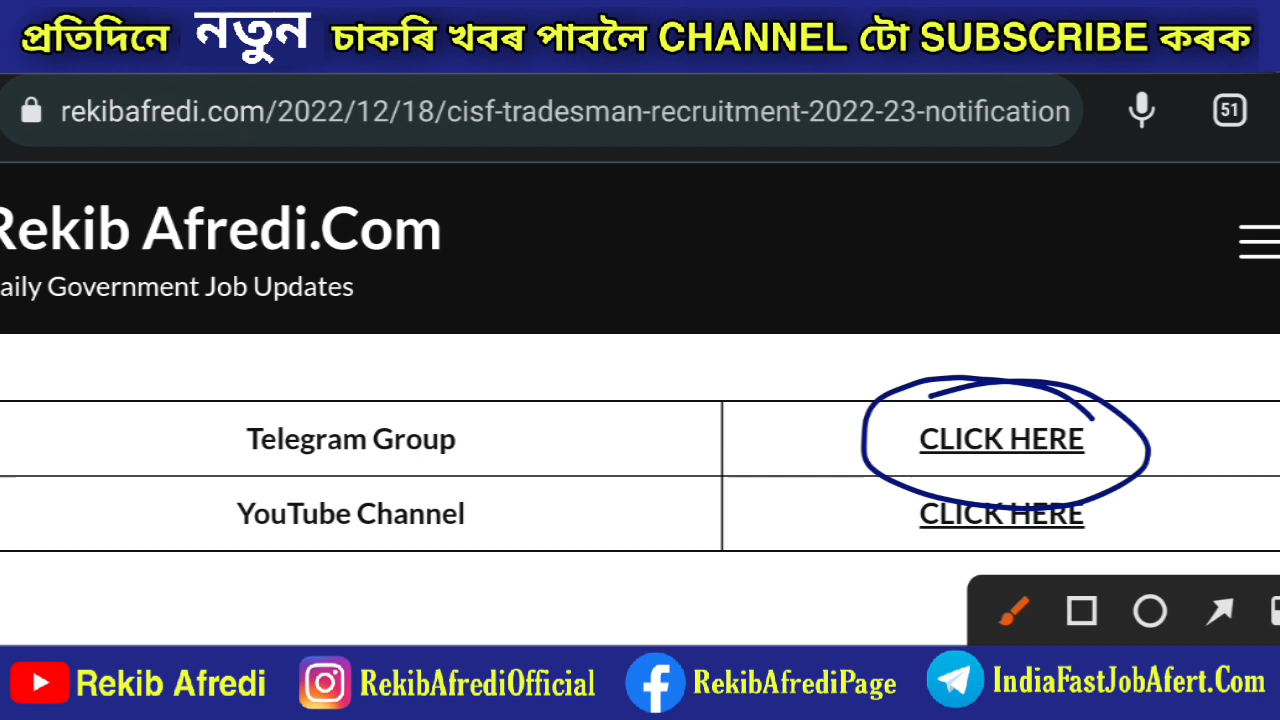 প্ৰতিদিনে নতুন চাকৰি খবৰ পাবলৈ CHANNEL টো SUBSCRIBE কৰক
rekibafredi.com/2022/12/18/cisf-tradesman-recruitment-2022-23-notification
51
Rekib Afredi.Com
aily Government Job Updates
Telegram Group CLICK HERE
YouTube Channel CLICK HERE
Rekib Afredi RekibAfrediOfficial RekibAfrediPage IndiaFastJobAfert.Com